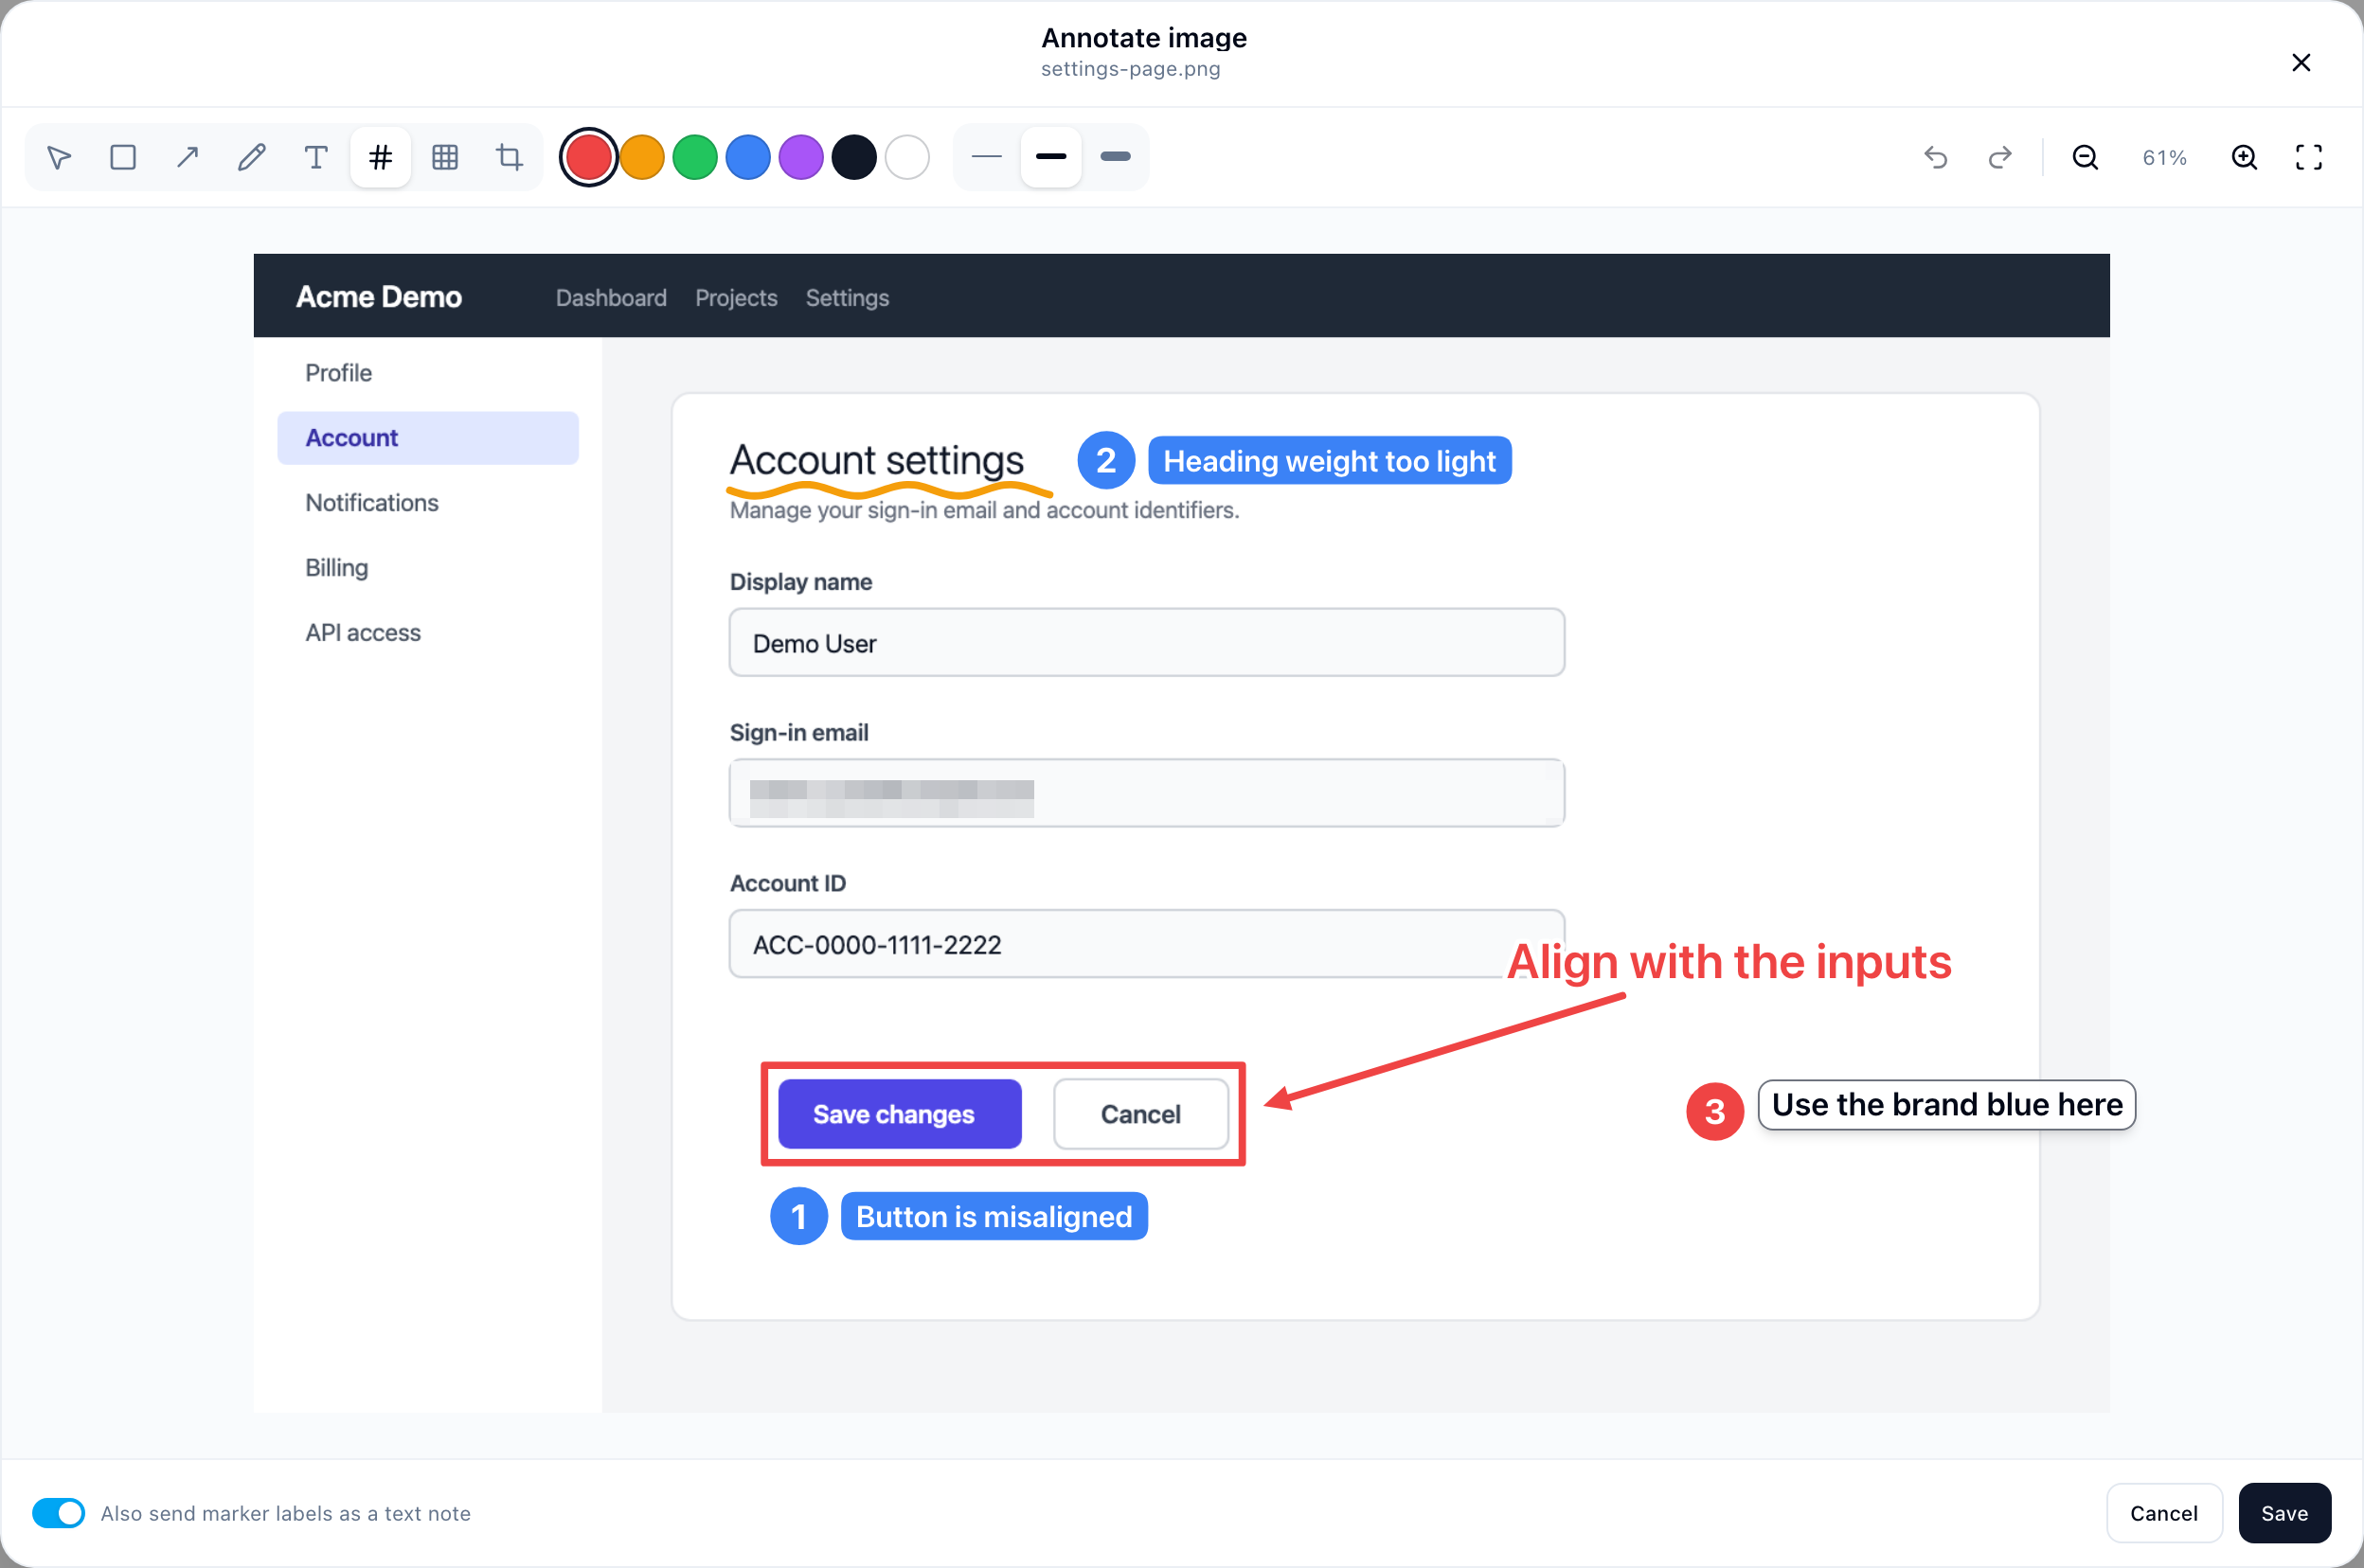 Annotate image
settings-page.png
61%
Acme Demo Dashboard Projects Settings
Profile
Account
Notifications
Billing
API access
Account settings
2 Heading weight too light
Manage your sign-in email and account identifiers.
Display name
Demo User
Sign-in email
Account ID
ACC-0000-1111-2222
Align with the inputs
Save changes
Cancel
3 Use the brand blue here
1 Button is misaligned
Also send marker labels as a text note
Cancel
Save